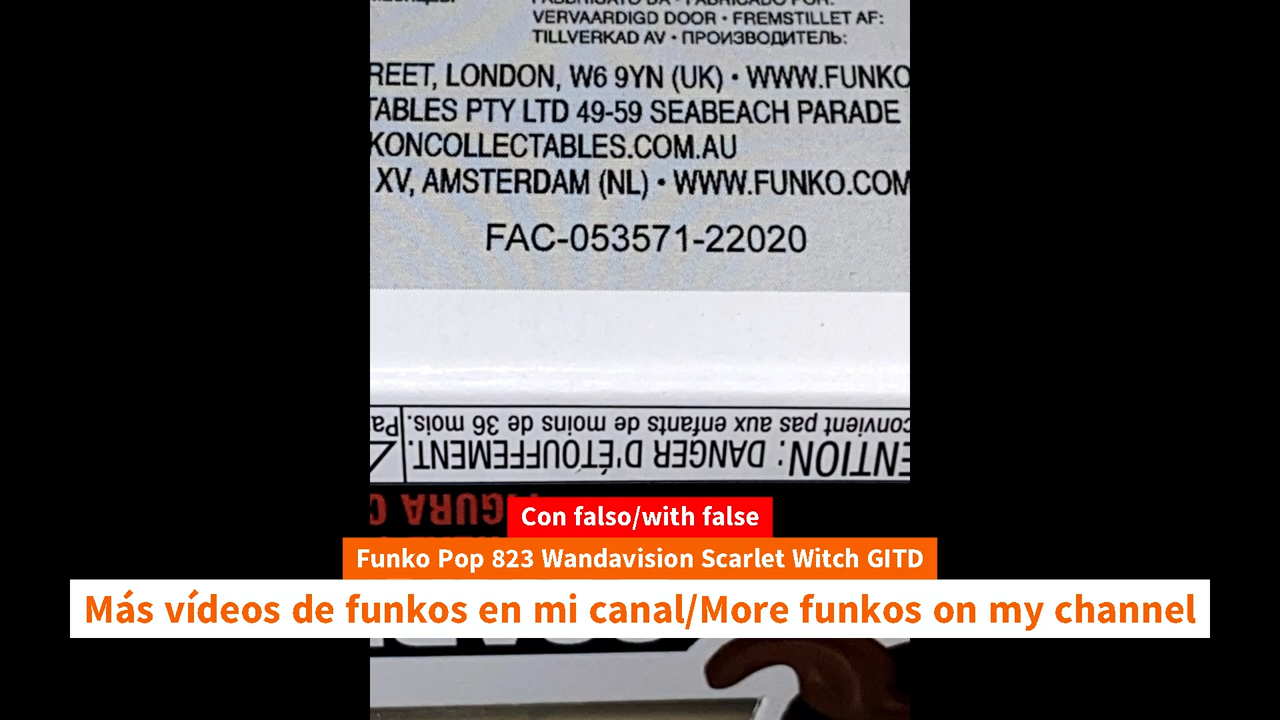 VERVAARDIGD DOOR • FREMSTILLET AF:
TILLVERKAD AV • ПРОИЗВОДИТЕЛЬ:
REET, LONDON, W6 9YN (UK) • WWW.FUNKO
TABLES PTY LTD 49-59 SEABEACH PARADE
KONCOLLECTABLES.COM.AU
XV, AMSTERDAM (NL) • WWW.FUNKO.COM
FAC-053571-22020
convient pas aux enfants de moins de 36 mois.
ENTION: DANGER D'ÉTOUFFEMENT.
FIGURA
Con falso/with false
Funko Pop 823 Wandavision Scarlet Witch GITD
Más vídeos de funkos en mi canal/More funkos on my channel